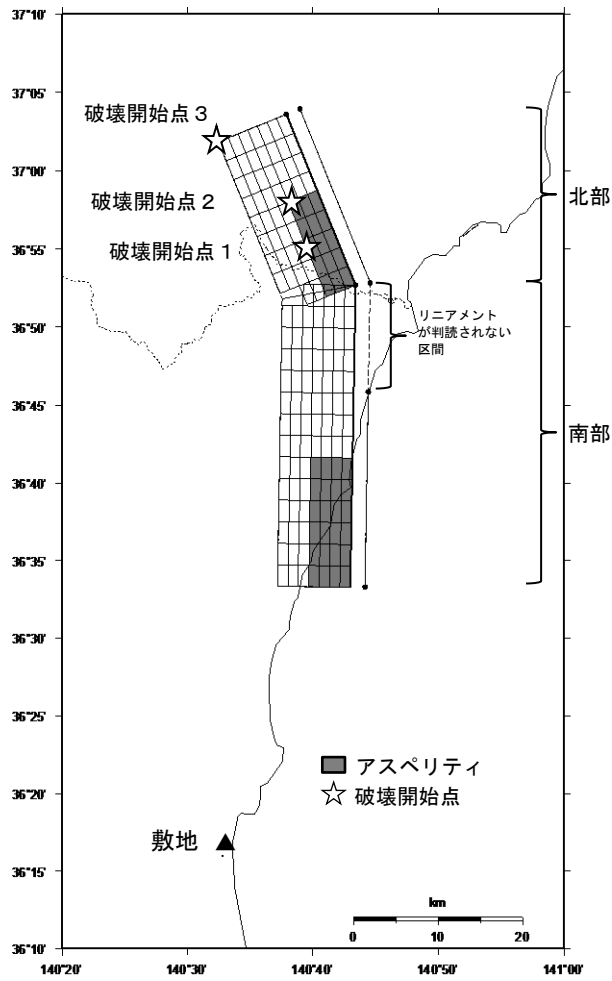 37°10'
37°05'
37°00'
36°55'
36°50'
36°45'
36°40'
36°35'
36°30'
36°25'
36°20'
36°15'
36°10'
破壊開始点３
破壊開始点２
破壊開始点１
北部
リニアメント
が判読されない
区間
南部
アスペリティ
破壊開始点
敷地
km
0 10 20
140°20' 140°30' 140°40' 140°50' 141°00'